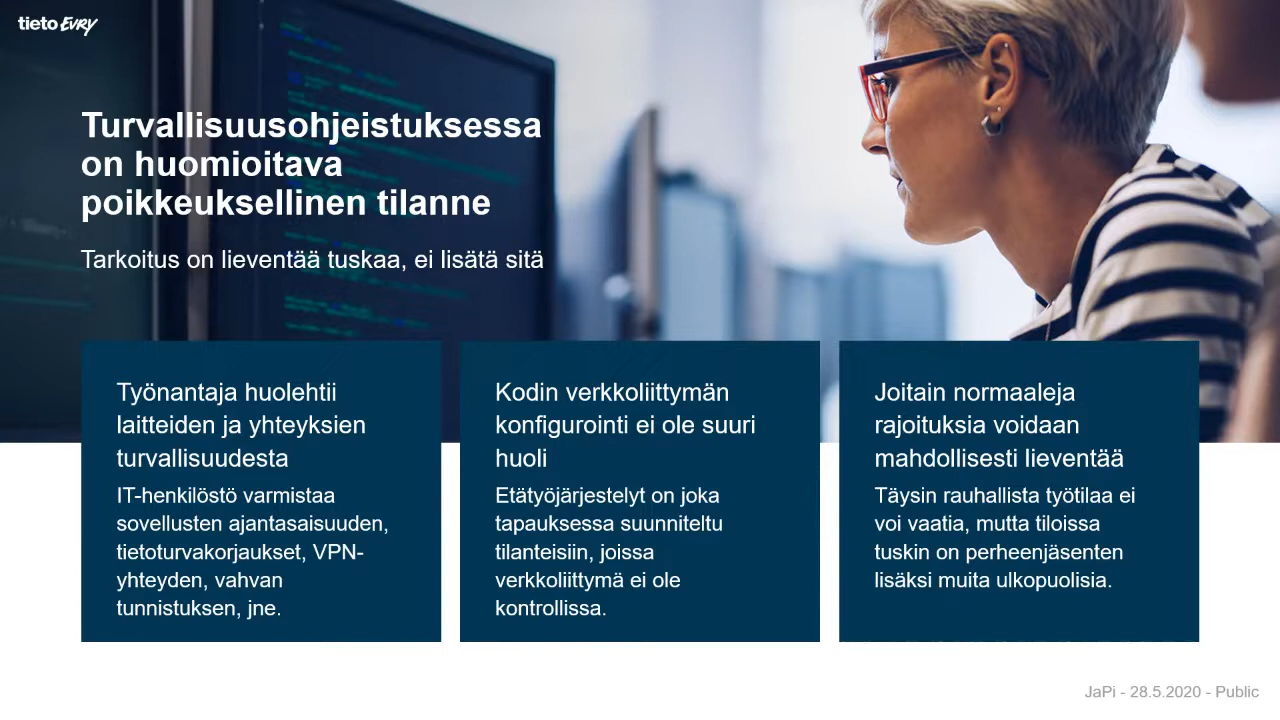 tieto EVRY
Turvallisuusohjeistuksessa
on huomioitava
poikkeuksellinen tilanne
Tarkoitus on lieventää tuskaa, ei lisätä sitä
Työnantaja huolehtii
laitteiden ja yhteyksien
turvallisuudesta
IT-henkilöstö varmistaa
sovellusten ajantasaisuuden,
tietoturvakorjaukset, VPN-
yhteyden, vahvan
tunnistuksen, jne.
Kodin verkkoliittymän
konfigurointi ei ole suuri
huoli
Etätyöjärjestelyt on joka
tapauksessa suunniteltu
tilanteisiin, joissa
verkkoliittymä ei ole
kontrollissa.
Joitain normaaleja
rajoituksia voidaan
mahdollisesti lieventää
Täysin rauhallista työtilaa ei
voi vaatia, mutta tiloissa
tuskin on perheenjäsenten
lisäksi muita ulkopuolisia.
JaPi - 28.5.2020 - Public